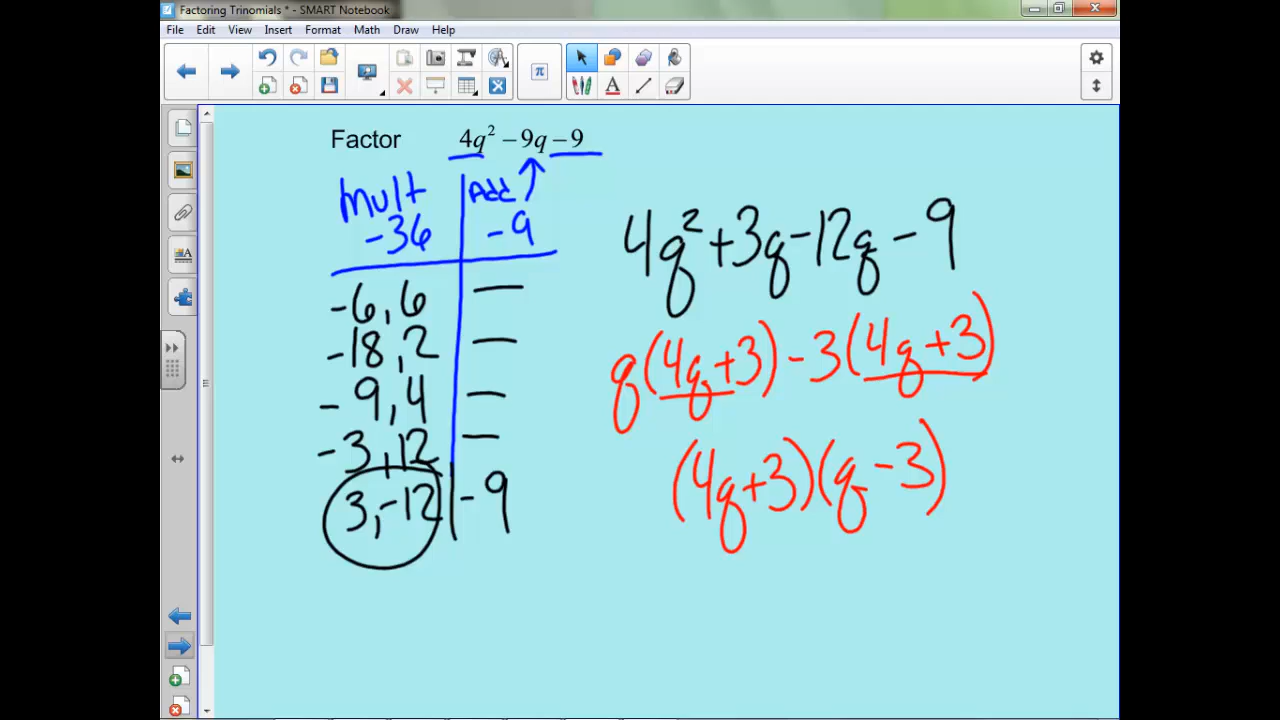 Factoring Trinomials * - SMART Notebook
File Edit View Insert Format Math Draw Help
π
A
Factor 4q² – 9q – 9
Mult Add
-36 -9
-6, 6 —
-18, 2 —
-9, 4 —
-3, 12 —
3, -12 -9
4q² + 3q - 12q - 9
q(4q + 3) - 3(4q + 3)
(4q + 3)(q - 3)